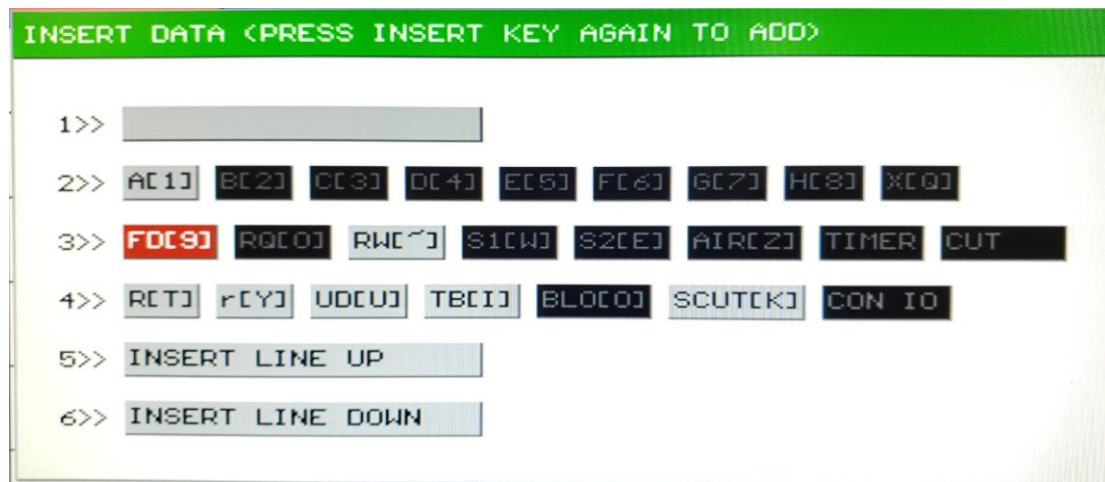 INSERT DATA (PRESS INSERT KEY AGAIN TO ADD)
1>>
2>> A[1] B[2] C[3] D[4] E[5] F[6] G[7] H[8] X[Q]
3>> FD[9] RQ[0] RW[~] S1[W] S2[E] AIR[Z] TIMER CUT
4>> R[T] r[Y] UD[U] TB[I] BLO[O] SCUT[K] CON IO
5>> INSERT LINE UP
6>> INSERT LINE DOWN